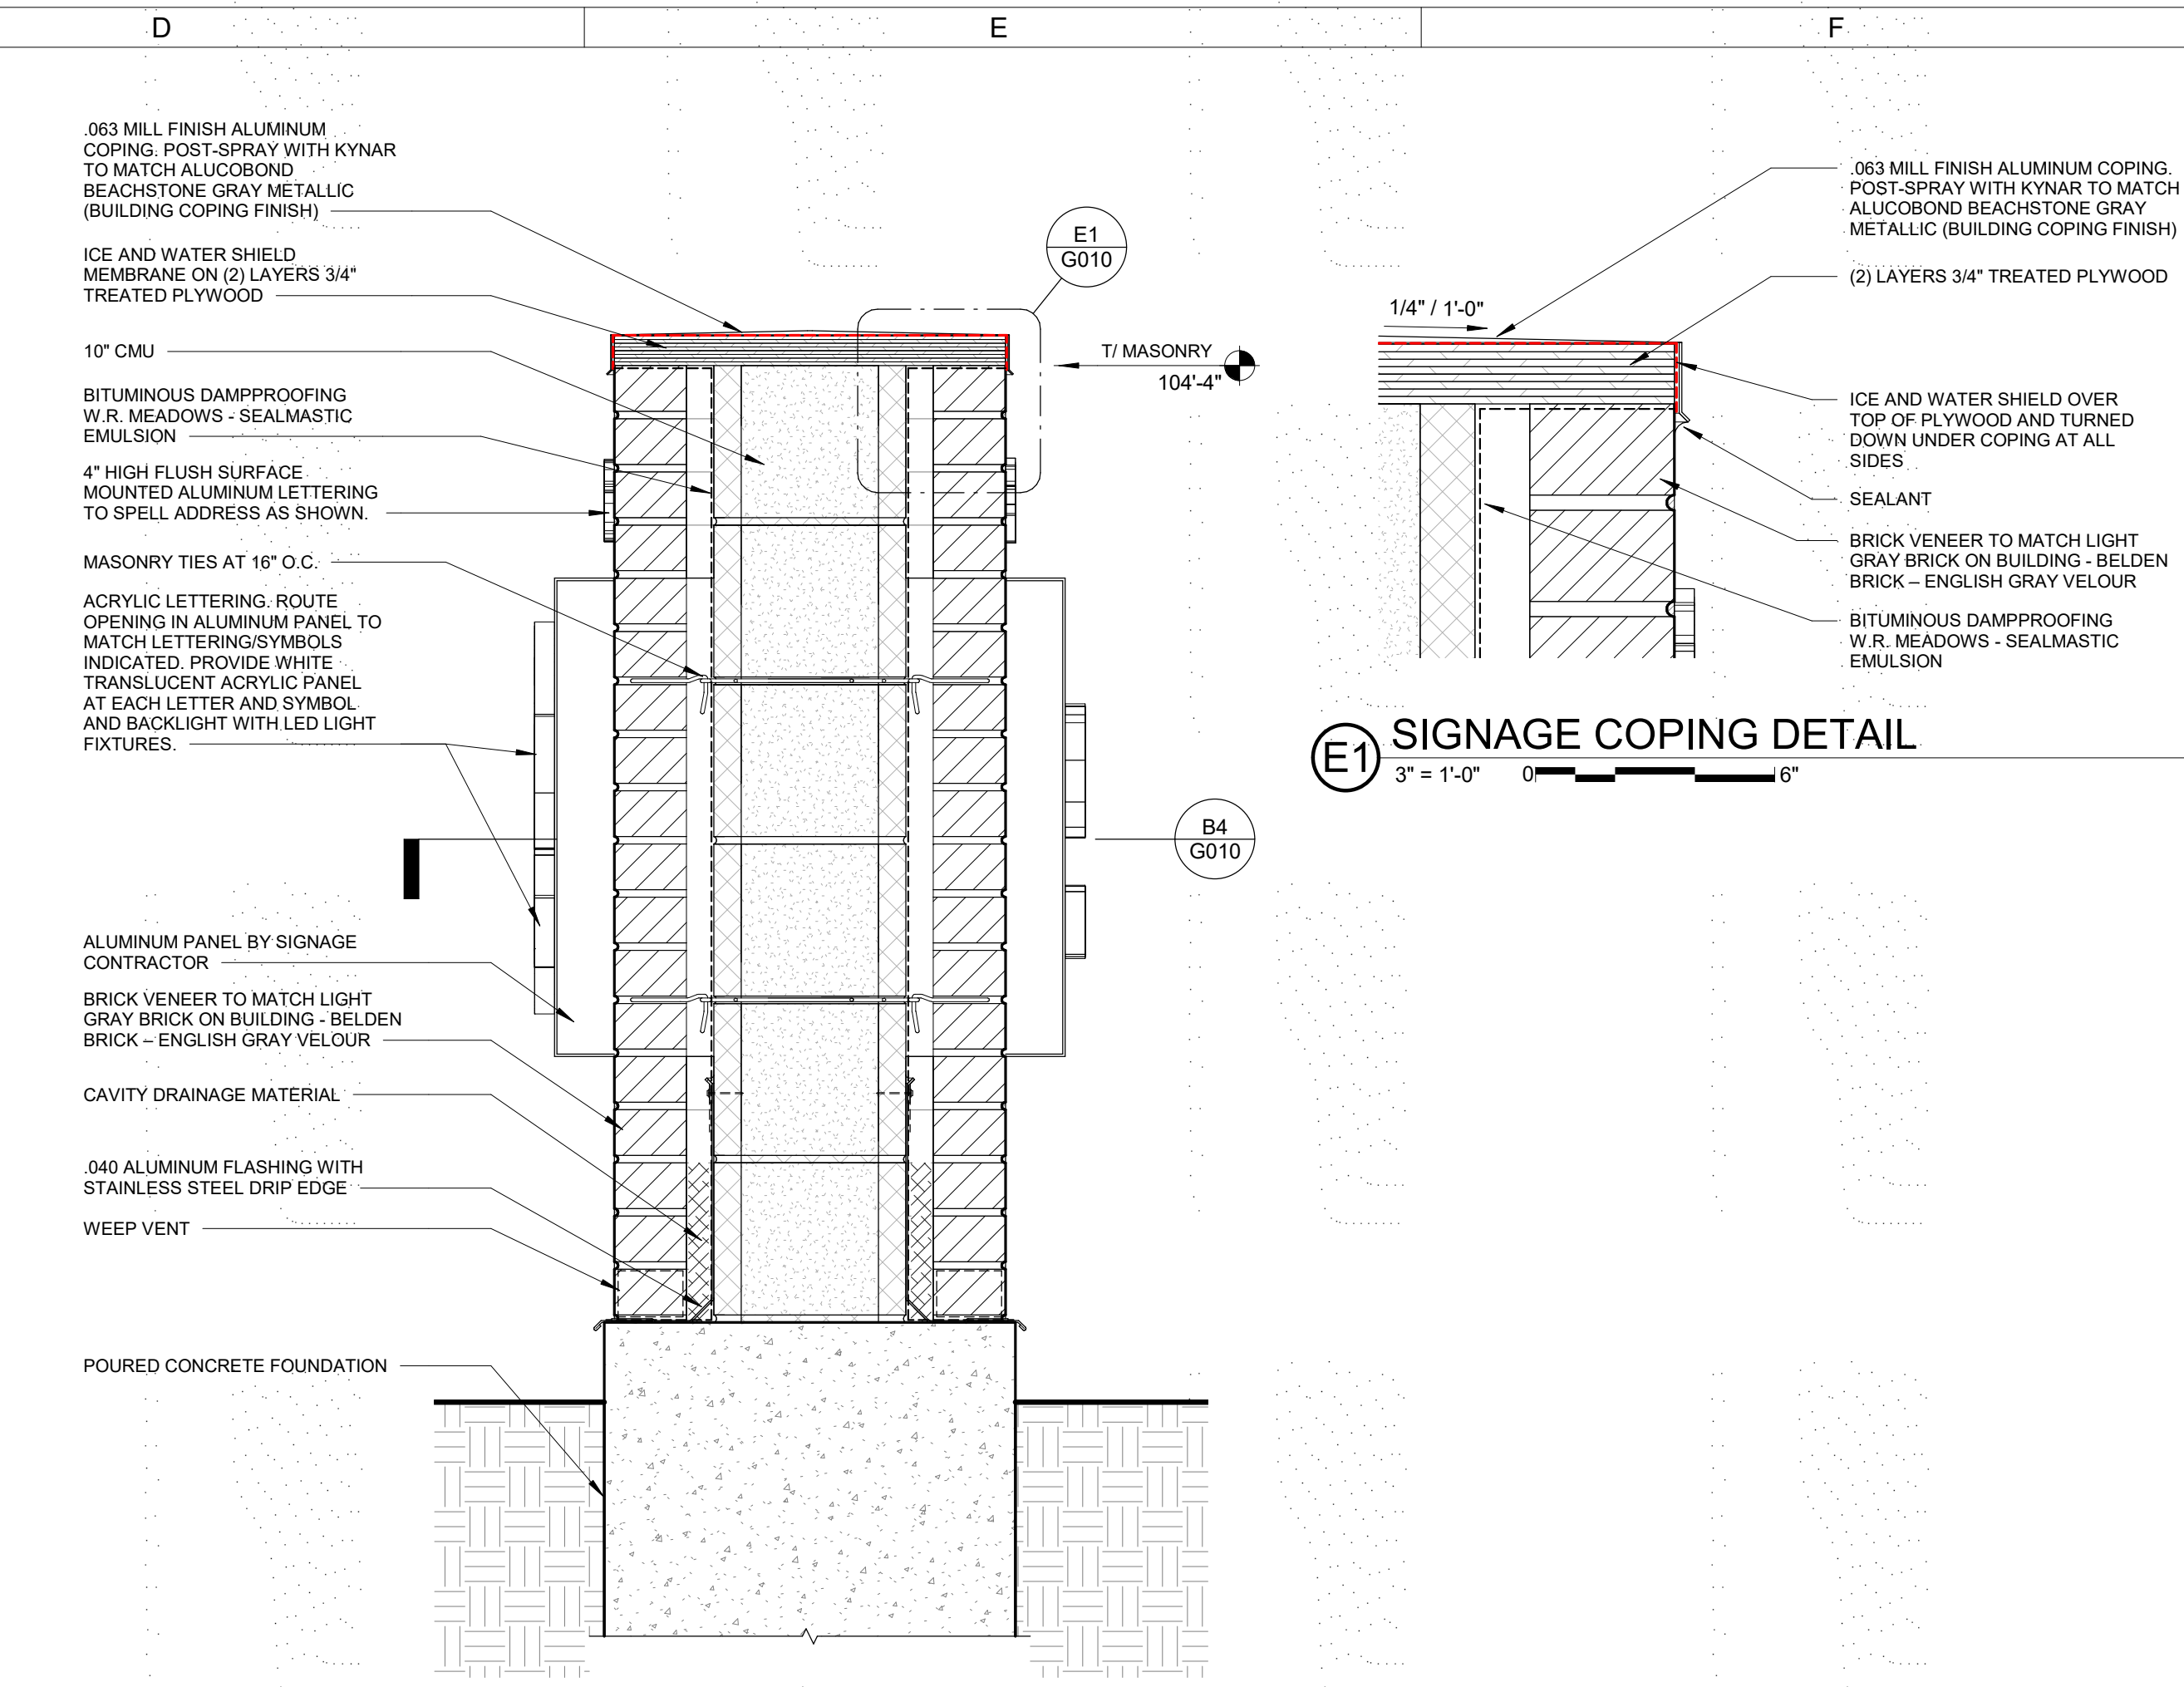 D
E
F
.063 MILL FINISH ALUMINUM
COPING. POST-SPRAY WITH KYNAR
TO MATCH ALUCOBOND
BEACHSTONE GRAY METALLIC
(BUILDING COPING FINISH)
ICE AND WATER SHIELD
MEMBRANE ON (2) LAYERS 3/4"
TREATED PLYWOOD
10" CMU
BITUMINOUS DAMPPROOFING
W.R. MEADOWS - SEALMASTIC
EMULSION
4" HIGH FLUSH SURFACE
MOUNTED ALUMINUM LETTERING
TO SPELL ADDRESS AS SHOWN.
MASONRY TIES AT 16" O.C.
ACRYLIC LETTERING. ROUTE
OPENING IN ALUMINUM PANEL TO
MATCH LETTERING/SYMBOLS
INDICATED. PROVIDE WHITE
TRANSLUCENT ACRYLIC PANEL
AT EACH LETTER AND SYMBOL
AND BACKLIGHT WITH LED LIGHT
FIXTURES.
ALUMINUM PANEL BY SIGNAGE
CONTRACTOR
BRICK VENEER TO MATCH LIGHT
GRAY BRICK ON BUILDING - BELDEN
BRICK – ENGLISH GRAY VELOUR
CAVITY DRAINAGE MATERIAL
.040 ALUMINUM FLASHING WITH
STAINLESS STEEL DRIP EDGE
WEEP VENT
POURED CONCRETE FOUNDATION
E1
G010
T/ MASONRY
104'-4"
B4
G010
1/4" / 1'-0"
.063 MILL FINISH ALUMINUM COPING.
POST-SPRAY WITH KYNAR TO MATCH
ALUCOBOND BEACHSTONE GRAY
METALLIC (BUILDING COPING FINISH)
(2) LAYERS 3/4" TREATED PLYWOOD
ICE AND WATER SHIELD OVER
TOP OF PLYWOOD AND TURNED
DOWN UNDER COPING AT ALL
SIDES
SEALANT
BRICK VENEER TO MATCH LIGHT
GRAY BRICK ON BUILDING - BELDEN
BRICK – ENGLISH GRAY VELOUR
BITUMINOUS DAMPPROOFING
W.R. MEADOWS - SEALMASTIC
EMULSION
E1 SIGNAGE COPING DETAIL
3" = 1'-0" 0 6"